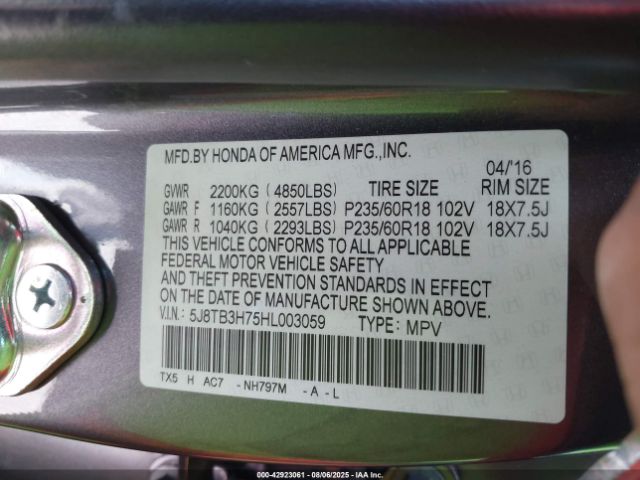 MFD.BY HONDA OF AMERICA MFG.,INC.
04/'16
GVWR 2200KG ( 4850LBS) TIRE SIZE RIM SIZE
GAWR F 1160KG ( 2557LBS) P235/60R18 102V 18X7.5J
GAWR R 1040KG ( 2293LBS) P235/60R18 102V 18X7.5J
THIS VEHICLE CONFORMS TO ALL APPLICABLE
FEDERAL MOTOR VEHICLE SAFETY
AND THEFT PREVENTION STANDARDS IN EFFECT
ON THE DATE OF MANUFACTURE SHOWN ABOVE.
V.I.N.: 5J8TB3H75HL003059 TYPE: MPV
TX5 H AC7 - NH797M - A - L
000-42923061 - 08/06/2025 - IAA Inc.